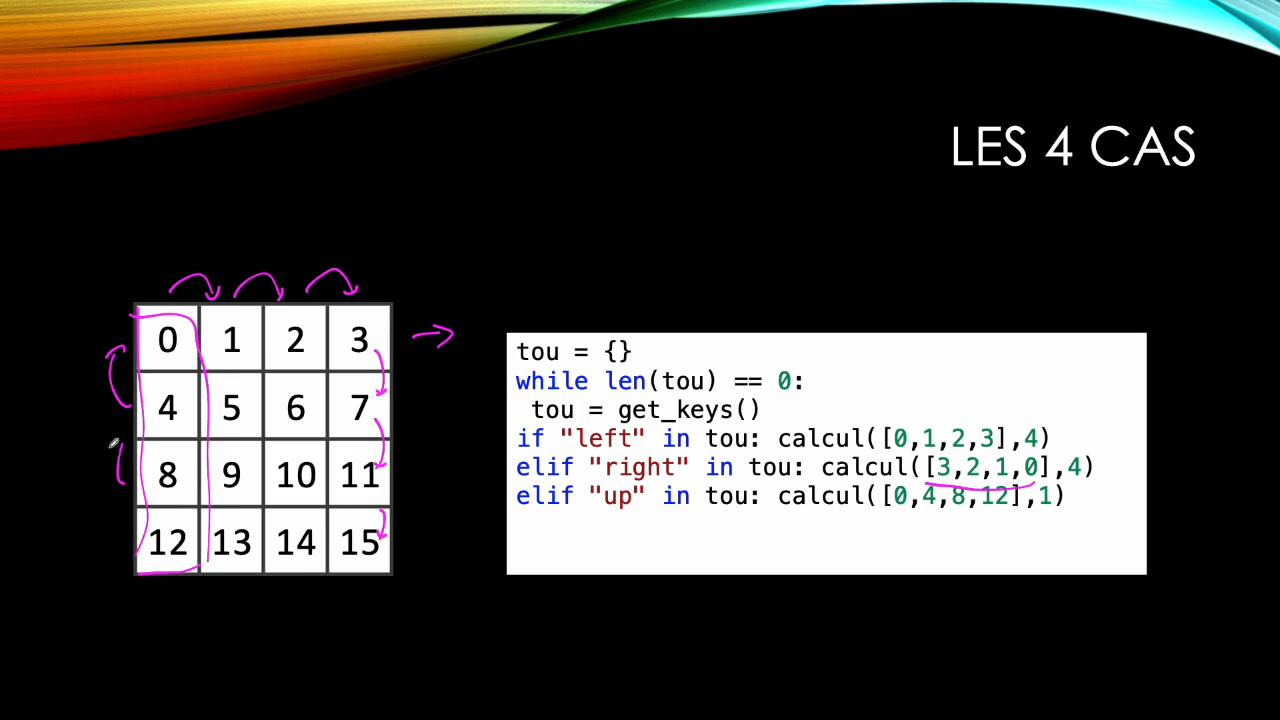 LES 4 CAS
0 1 2 3
4 5 6 7
8 9 10 11
12 13 14 15
tou = {}
while len(tou) == 0:
 tou = get_keys()
if "left" in tou: calcul([0,1,2,3],4)
elif "right" in tou: calcul([3,2,1,0],4)
elif "up" in tou: calcul([0,4,8,12],1)